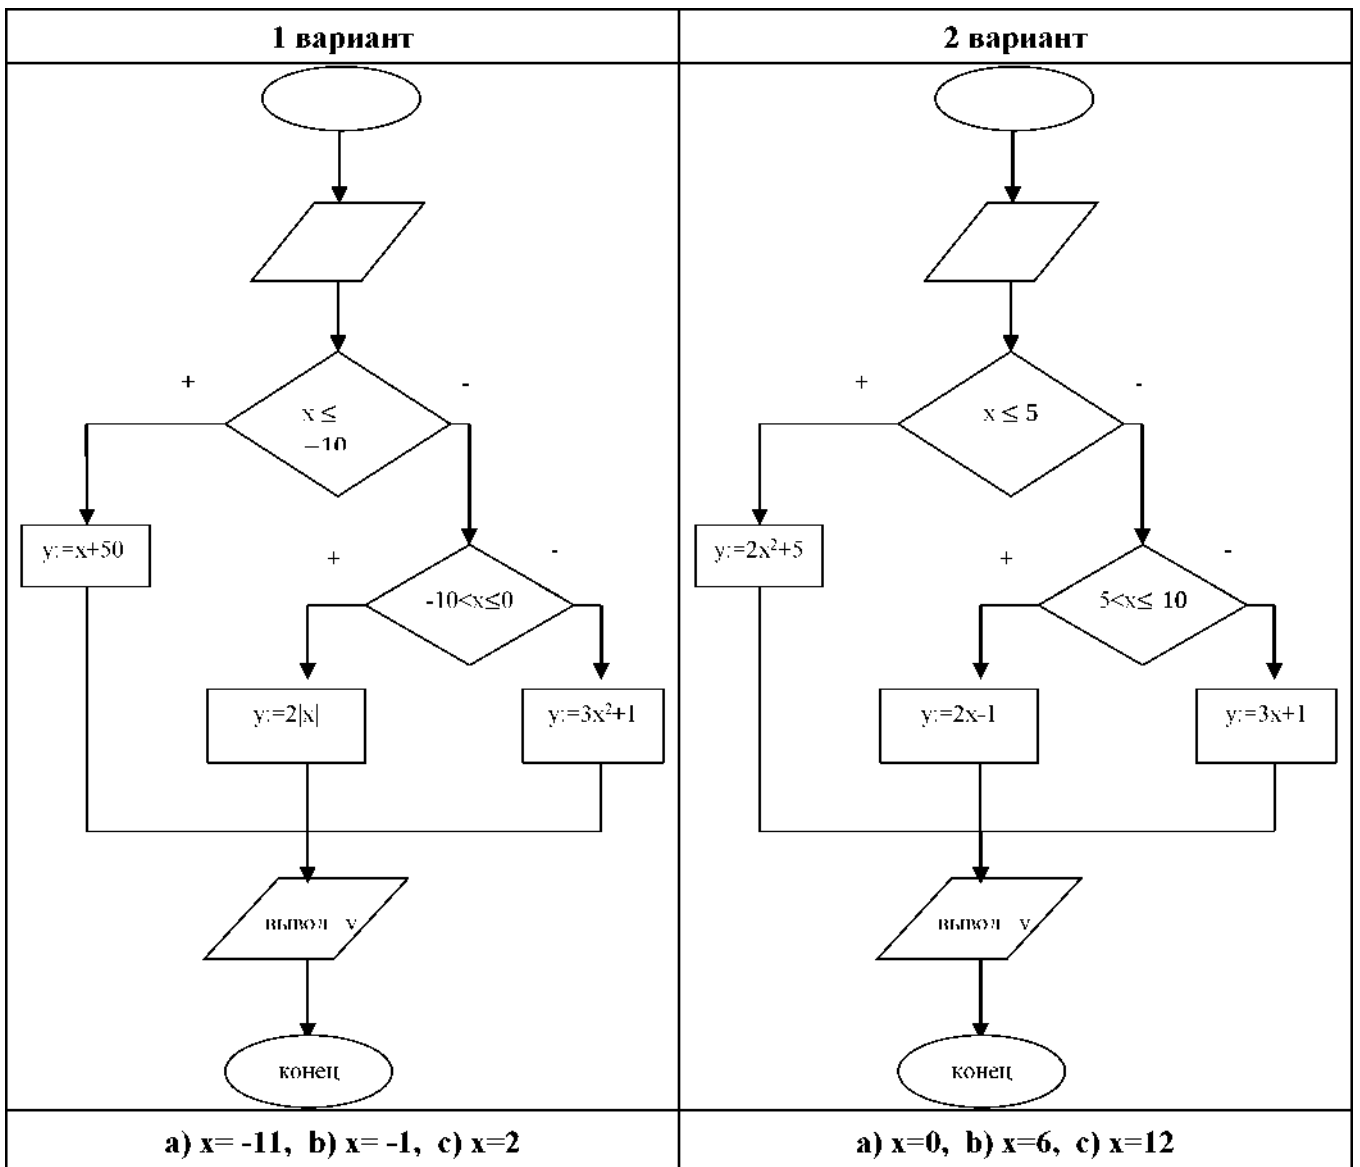 1 вариант
2 вариант
+
-
x ≤
−10
+
-
x ≤ 5
y:=x+50
+
-
-10<x≤0
y:=2x²+5
+
-
5<x≤ 10
y:=2|x|
y:=3x²+1
y:=2x-1
y:=3x+1
вывод y
вывод y
конец
конец
a) x= -11, b) x= -1, c) x=2
a) x=0, b) x=6, c) x=12